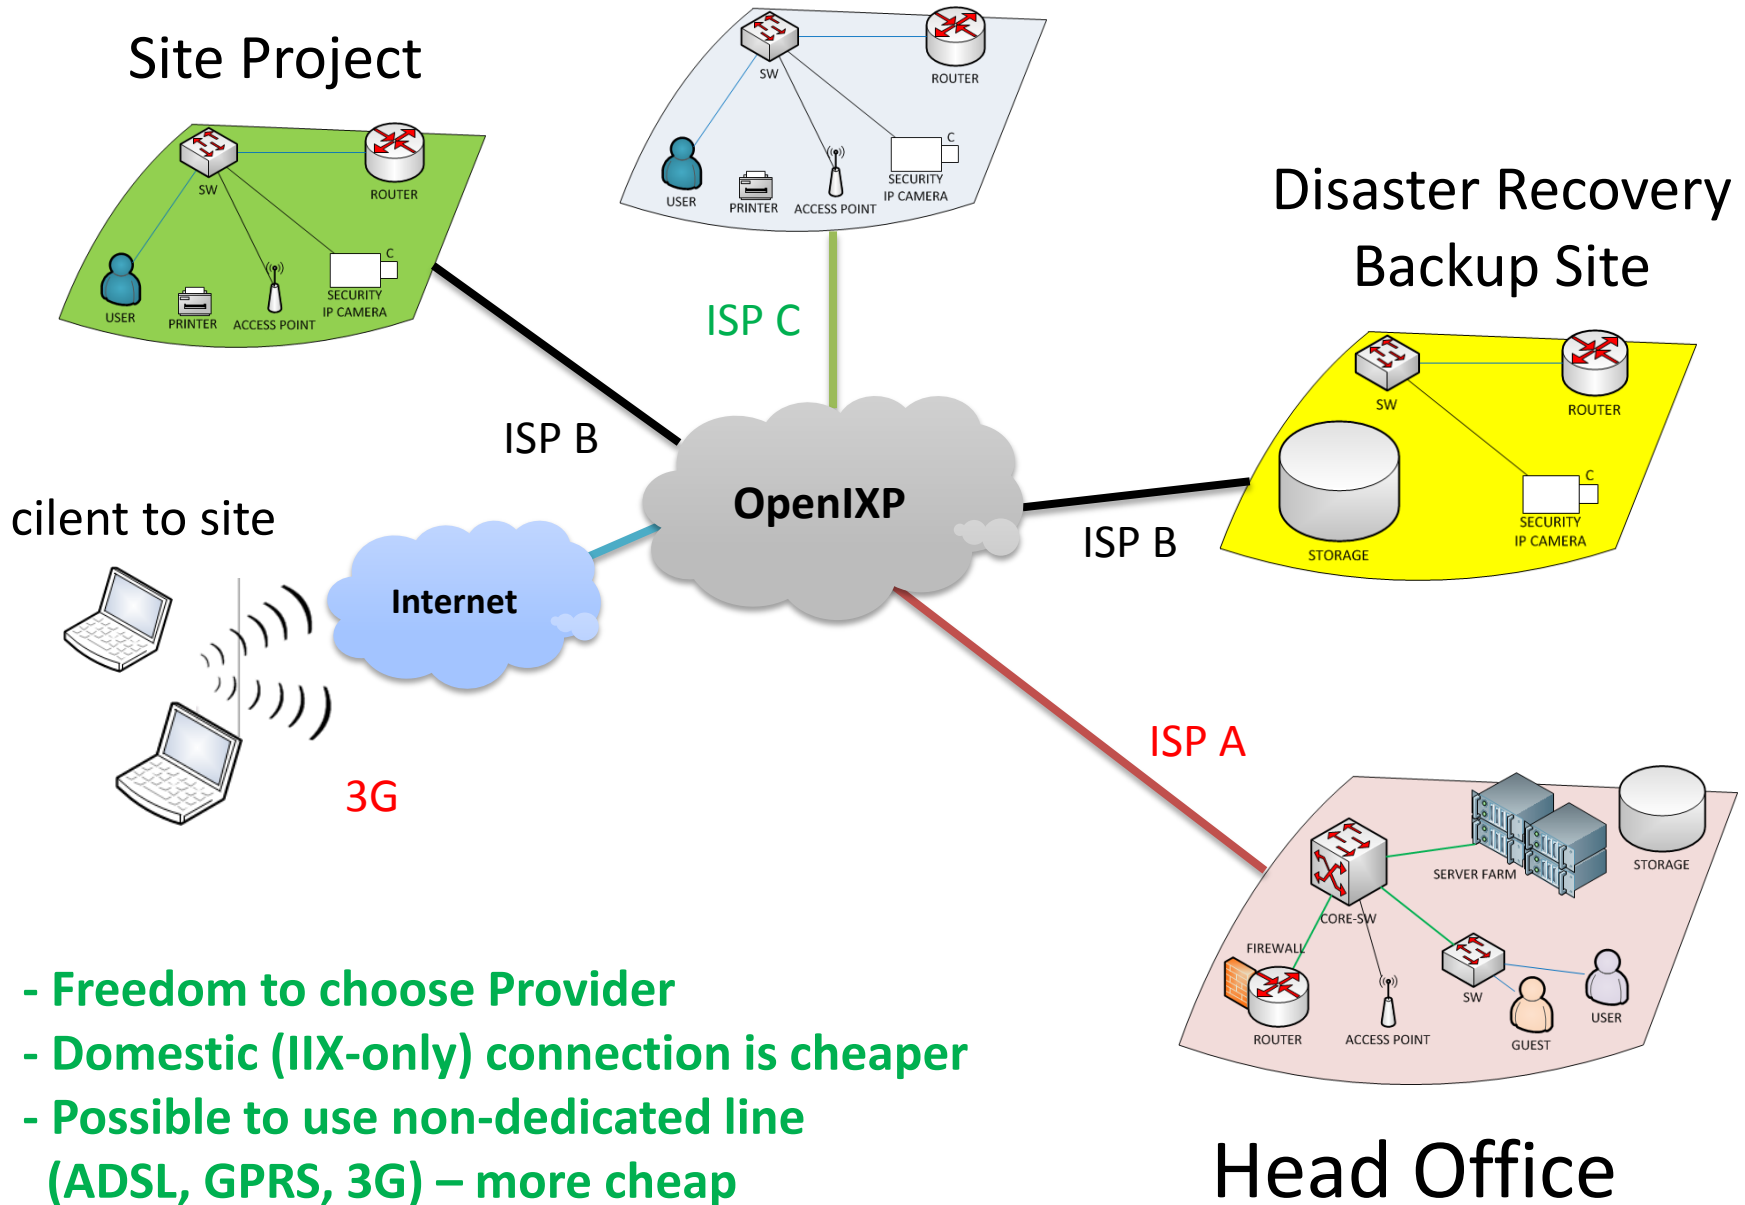 Site Project
SW
ROUTER
USER
PRINTER
ACCESS POINT
C
SECURITY
IP CAMERA
SW
ROUTER
USER
PRINTER
ACCESS POINT
C
SECURITY
IP CAMERA
Disaster Recovery
Backup Site
SW
ROUTER
STORAGE
C
SECURITY
IP CAMERA
ISP C
ISP B
OpenIXP
ISP B
cilent to site
Internet
3G
ISP A
SERVER FARM
STORAGE
CORE-SW
FIREWALL
ROUTER
ACCESS POINT
SW
GUEST
USER
Head Office
- Freedom to choose Provider
- Domestic (IIX-only) connection is cheaper
- Possible to use non-dedicated line
(ADSL, GPRS, 3G) – more cheap